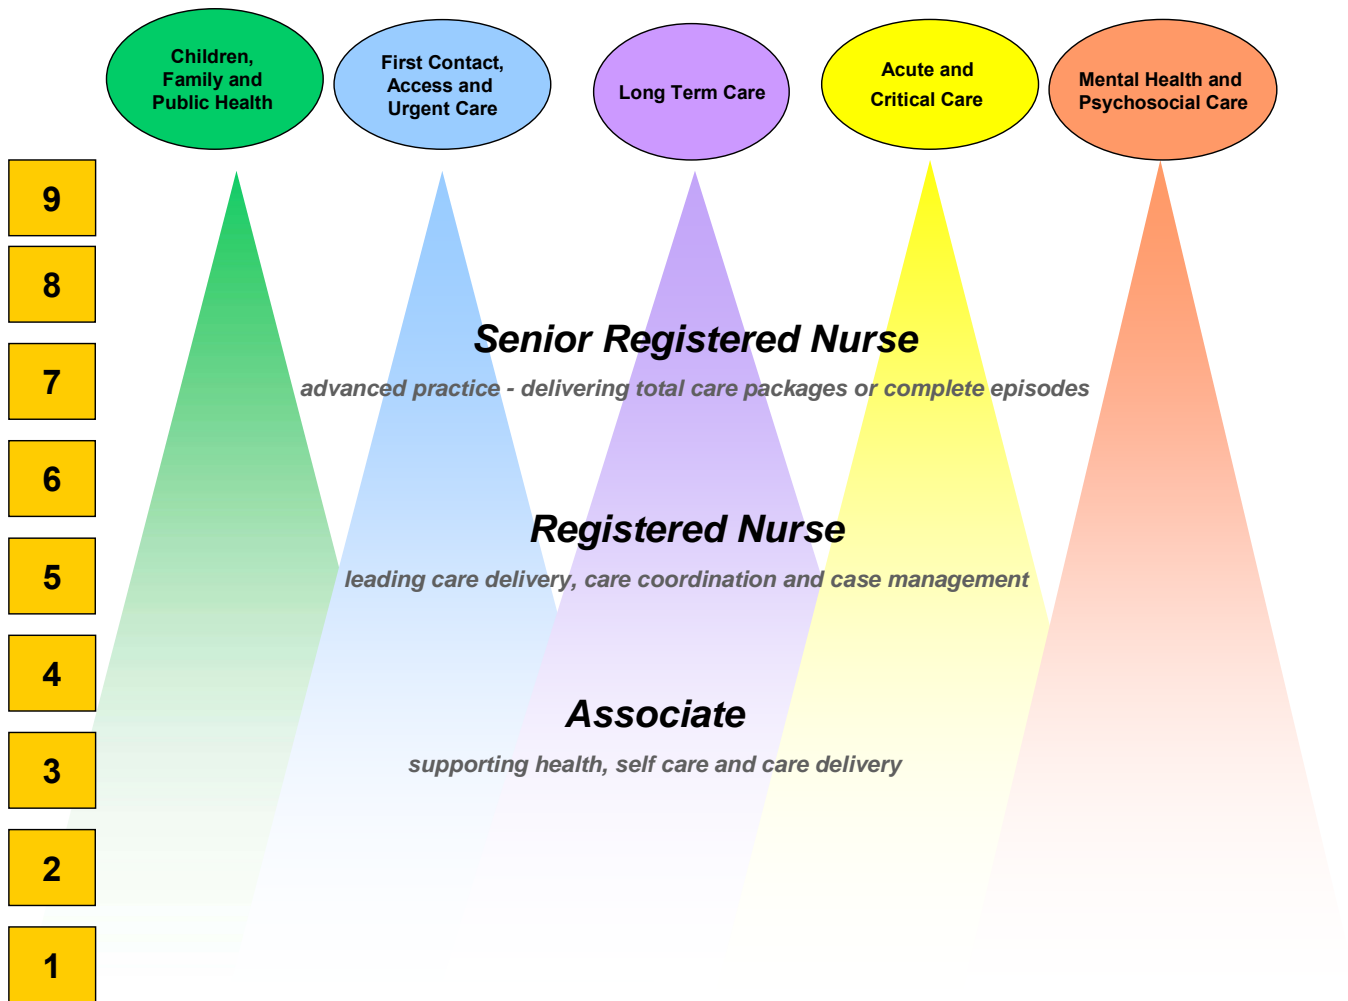 Children,
Family and
Public Health
First Contact,
Access and
Urgent Care
Long Term Care
Acute and
Critical Care
Mental Health and
Psychosocial Care
9
8
Senior Registered Nurse
7
advanced practice - delivering total care packages or complete episodes
6
Registered Nurse
5
leading care delivery, care coordination and case management
4
Associate
3
supporting health, self care and care delivery
2
1